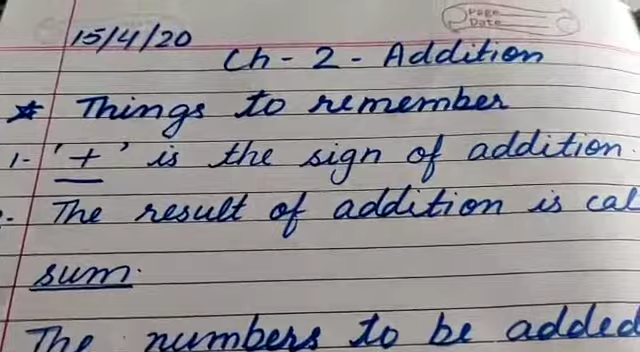 Page
Date
15/4/20
Ch - 2 - Addition
* Things to remember
1- '+' is the sign of addition.
The result of addition is cal
sum.
The numbers to be added